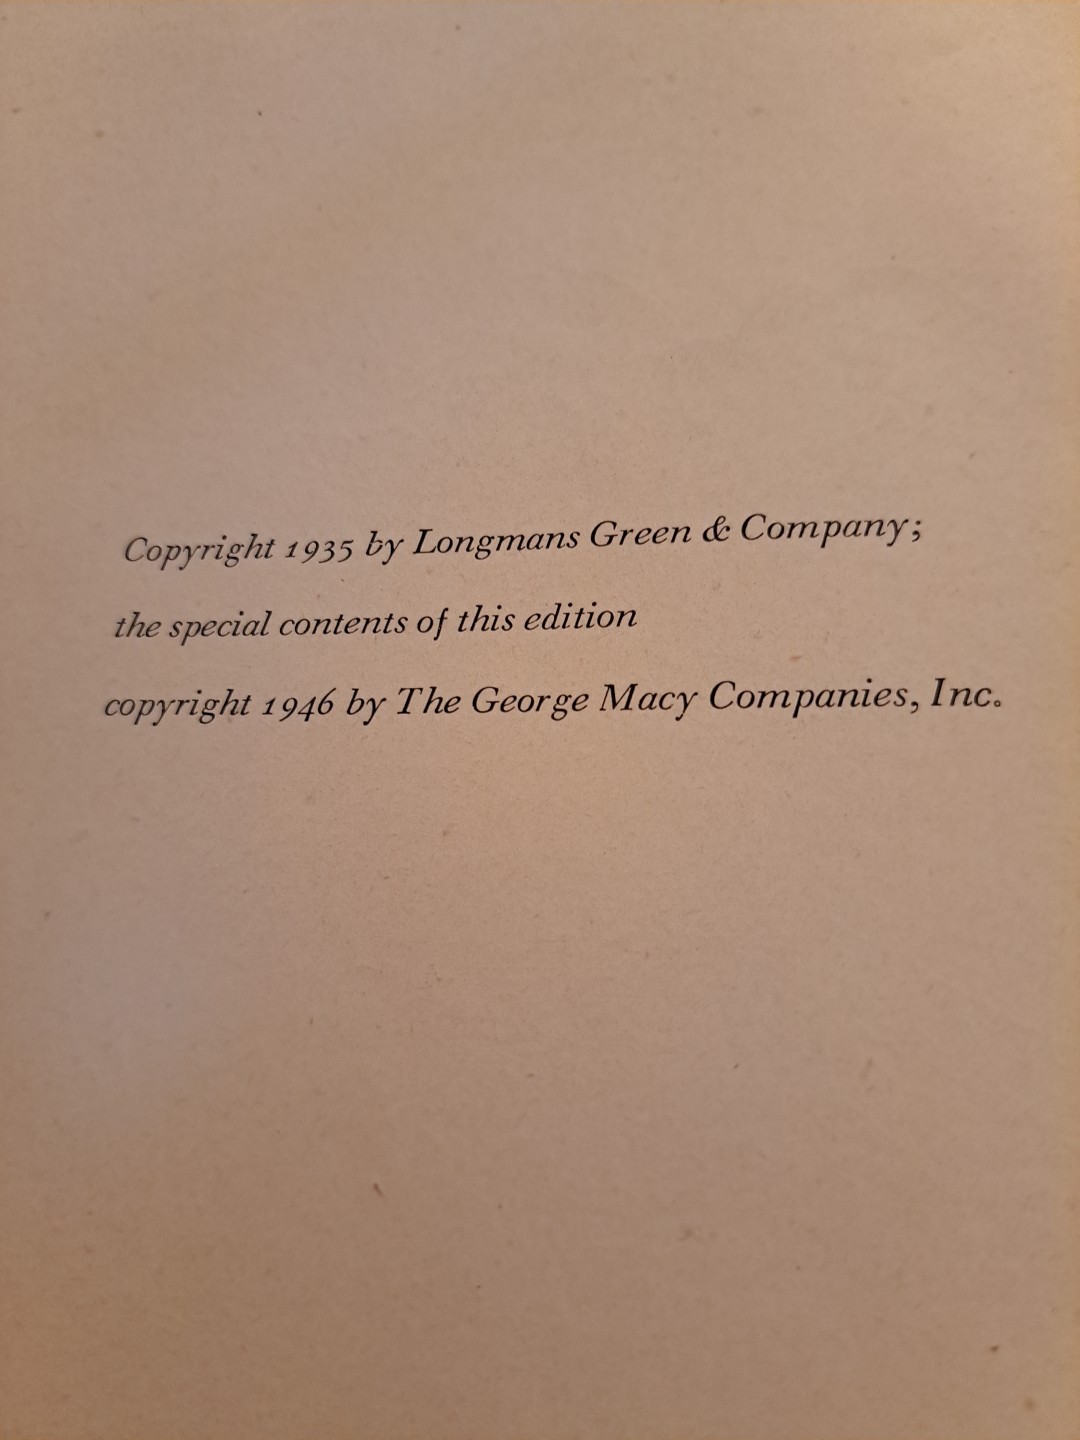 Copyright 1935 by Longmans Green & Company;
the special contents of this edition
copyright 1946 by The George Macy Companies, Inc.